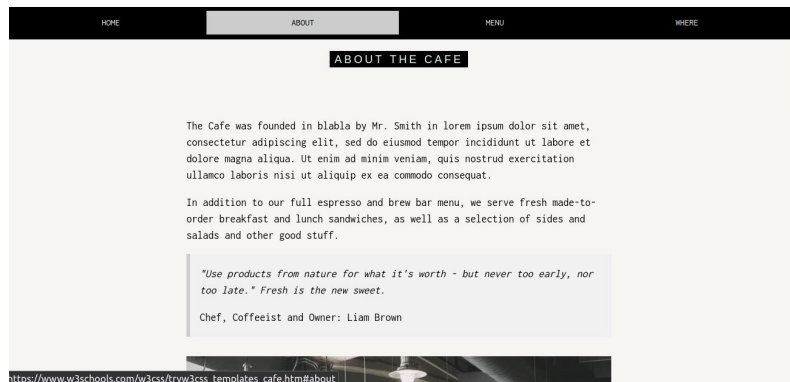 HOME ABOUT MENU WHERE
ABOUT THE CAFE
The Cafe was founded in blabla by Mr. Smith in lorem ipsum dolor sit amet,
consectetur adipiscing elit, sed do eiusmod tempor incididunt ut labore et
dolore magna aliqua. Ut enim ad minim veniam, quis nostrud exercitation
ullamco laboris nisi ut aliquip ex ea commodo consequat.
In addition to our full espresso and brew bar menu, we serve fresh made-to-
order breakfast and lunch sandwiches, as well as a selection of sides and
salads and other good stuff.
"Use products from nature for what it's worth - but never too early, nor
too late." Fresh is the new sweet.
Chef, Coffeeist and Owner: Liam Brown
https://www.w3schools.com/w3css/tryw3css_templates_cafe.htm#about